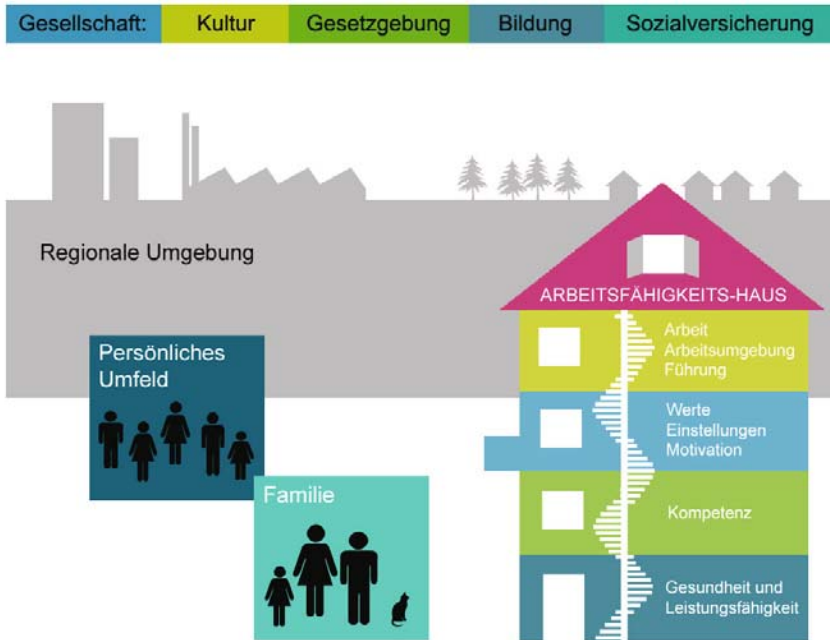 Gesellschaft: Kultur Gesetzgebung Bildung Sozialversicherung
Regionale Umgebung
ARBEITSFÄHIGKEITS-HAUS
Arbeit
Arbeitsumgebung
Führung
Persönliches
Umfeld
Werte
Einstellungen
Motivation
Familie
Kompetenz
Gesundheit und
Leistungsfähigkeit